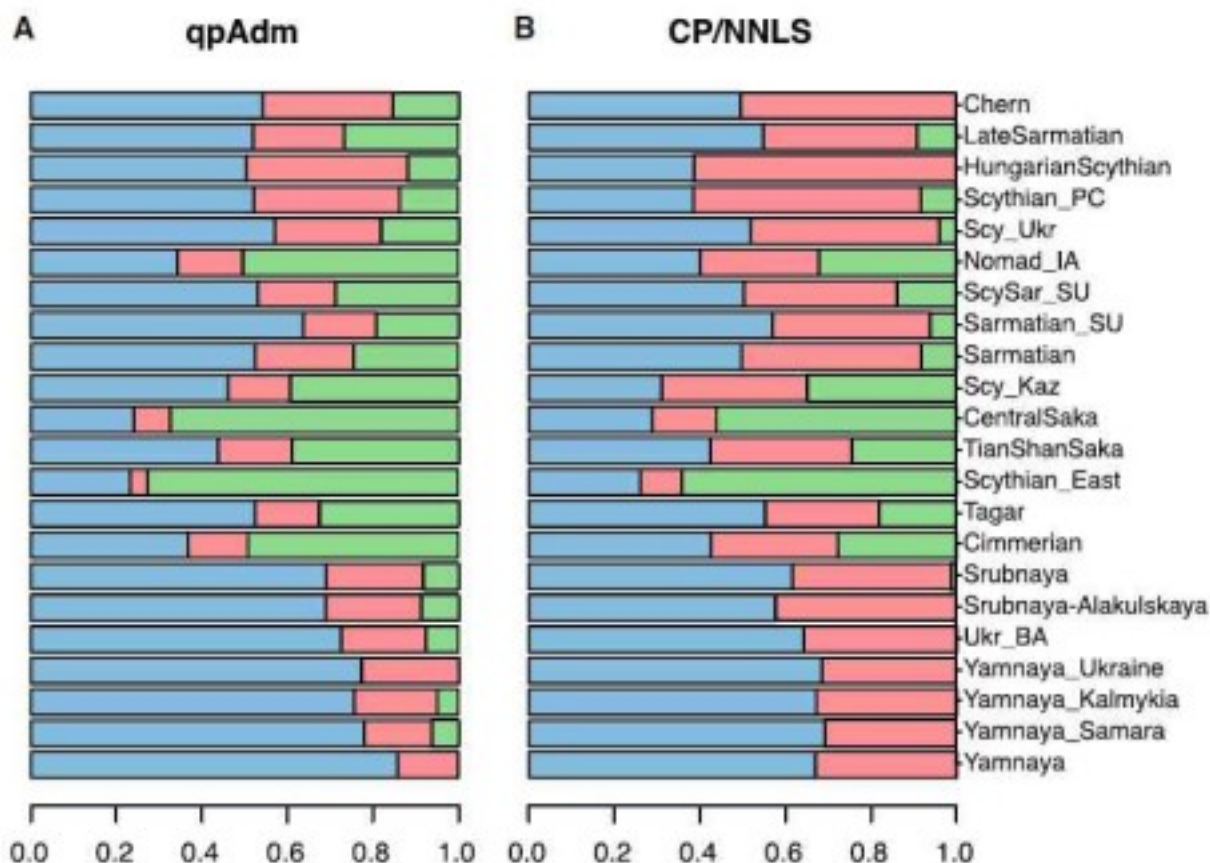 A qpAdm B CP/NNLS
Chern
LateSarmatian
HungarianScythian
Scythian_PC
Scy_Ukr
Nomad_IA
ScySar_SU
Sarmatian_SU
Sarmatian
Scy_Kaz
CentralSaka
TianShanSaka
Scythian_East
Tagar
Cimmerian
Srubnaya
Srubnaya-Alakulskaya
Ukr_BA
Yamnaya_Ukraine
Yamnaya_Kalmykia
Yamnaya_Samara
Yamnaya
0.0 0.2 0.4 0.6 0.8 1.0 0.0 0.2 0.4 0.6 0.8 1.0